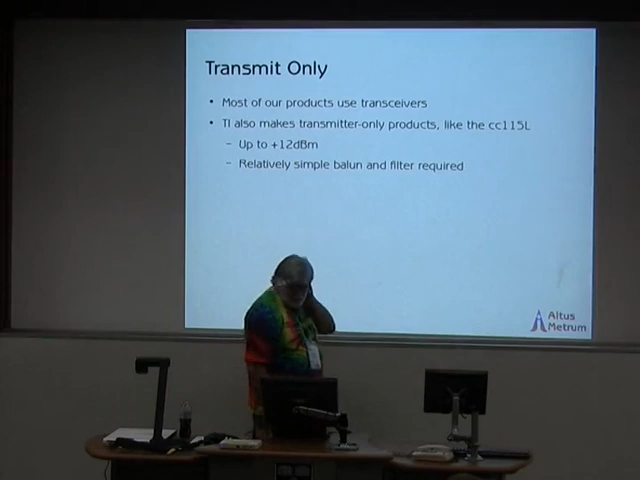 Transmit Only
• Most of our products use transceivers
• TI also makes transmitter-only products, like the cc115L
– Up to +12dBm
– Relatively simple balun and filter required
Altus
Metrum